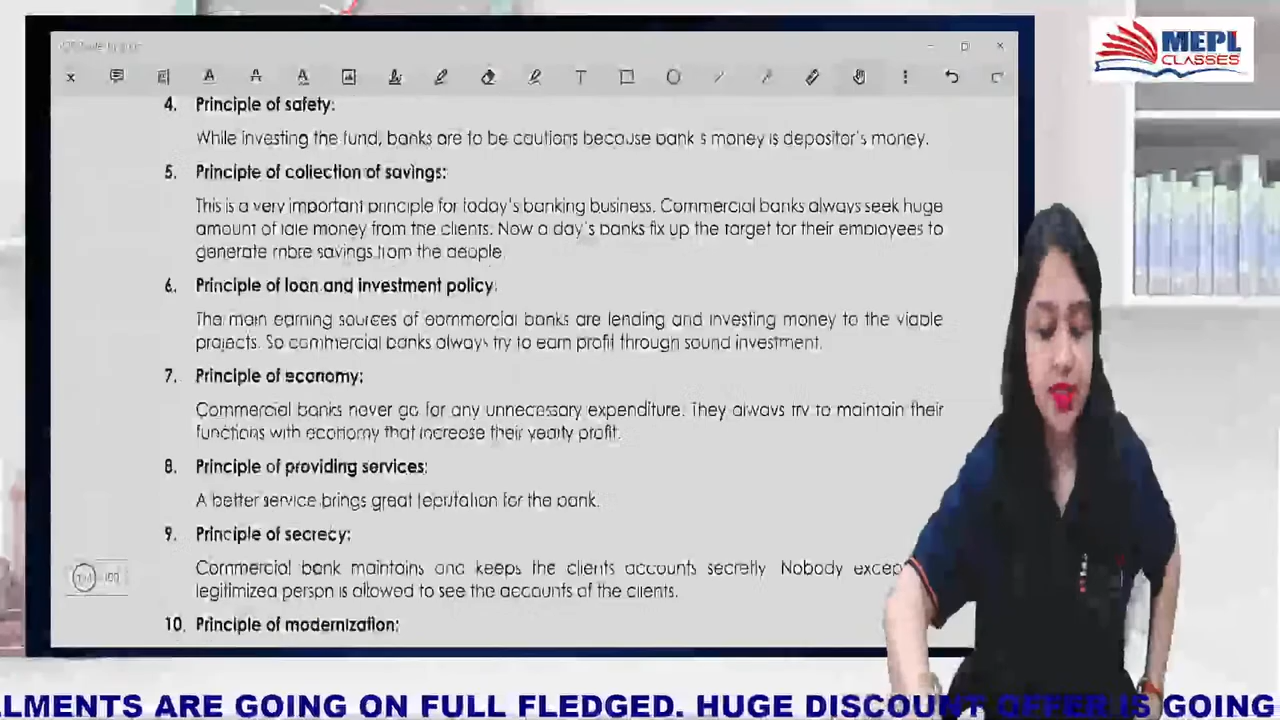 MEPL
CLASSES
4. Principle of safety:
While investing the fund, banks are to be cautions because bank s money is depositor's money.
5. Principle of collection of savings:
This is a very important principle for today's banking business. Commercial banks always seek huge
amount of idle money from the clients. Now a day's banks fix up the target for their employees to
generate more savings from the people.
6. Principle of loan and investment policy:
The main earning sources of commercial banks are lending and investing money to the viable
projects. So commercial banks always try to earn profit through sound investment.
7. Principle of economy:
Commercial banks never go for any unnecessary expenditure. They always try to maintain their
functions with economy that increase their yearly profit.
8. Principle of providing services:
A better service brings great reputation for the bank.
9. Principle of secrecy:
Commercial bank maintains and keeps the clients accounts secretly Nobody excep
legitimized person is allowed to see the accounts of the clients.
10. Principle of modernization:
LLMENTS ARE GOING ON FULL FLEDGED. HUGE DISCOUNT OFFER IS GOING